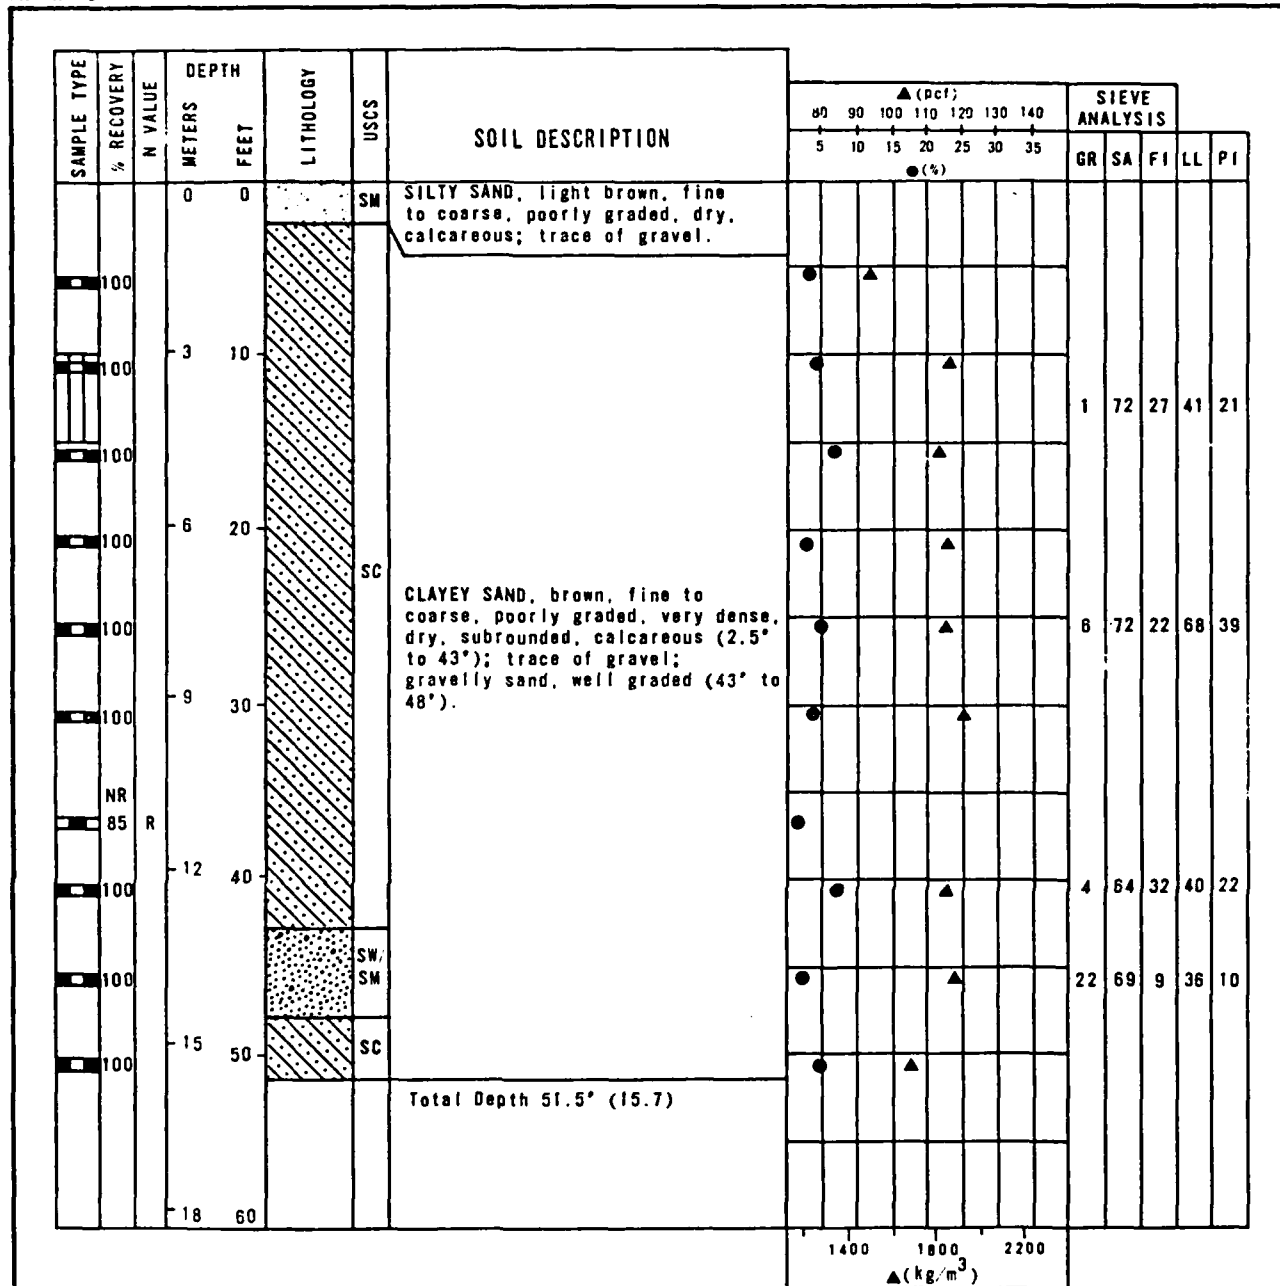 SAMPLE TYPE
% RECOVERY
N VALUE
DEPTH
METERS
FEET
LITHOLOGY
USCS
SOIL DESCRIPTION
▲(pcf)
80 90 100 110 120 130 140
5 10 15 20 25 30 35
●(%)
SIEVE
ANALYSIS
GR SA FI LL PI
0 0
SM
SILTY SAND, light brown, fine
to coarse, poorly graded, dry,
calcareous; trace of gravel.
100
3 10
100
1 72 27 41 21
100
6 20
100
SC
CLAYEY SAND, brown, fine to
coarse, poorly graded, very dense,
dry, subrounded, calcareous (2.5'
to 43'); trace of gravel;
gravelly sand, well graded (43' to
48').
100
6 72 22 68 39
9 30
100
NR
85 R
12 40
100
4 64 32 40 22
SW/
SM
100
22 69 9 36 10
15 50
SC
100
Total Depth 51.5' (15.7)
18 60
1400 1800 2200
▲(kg/m³)